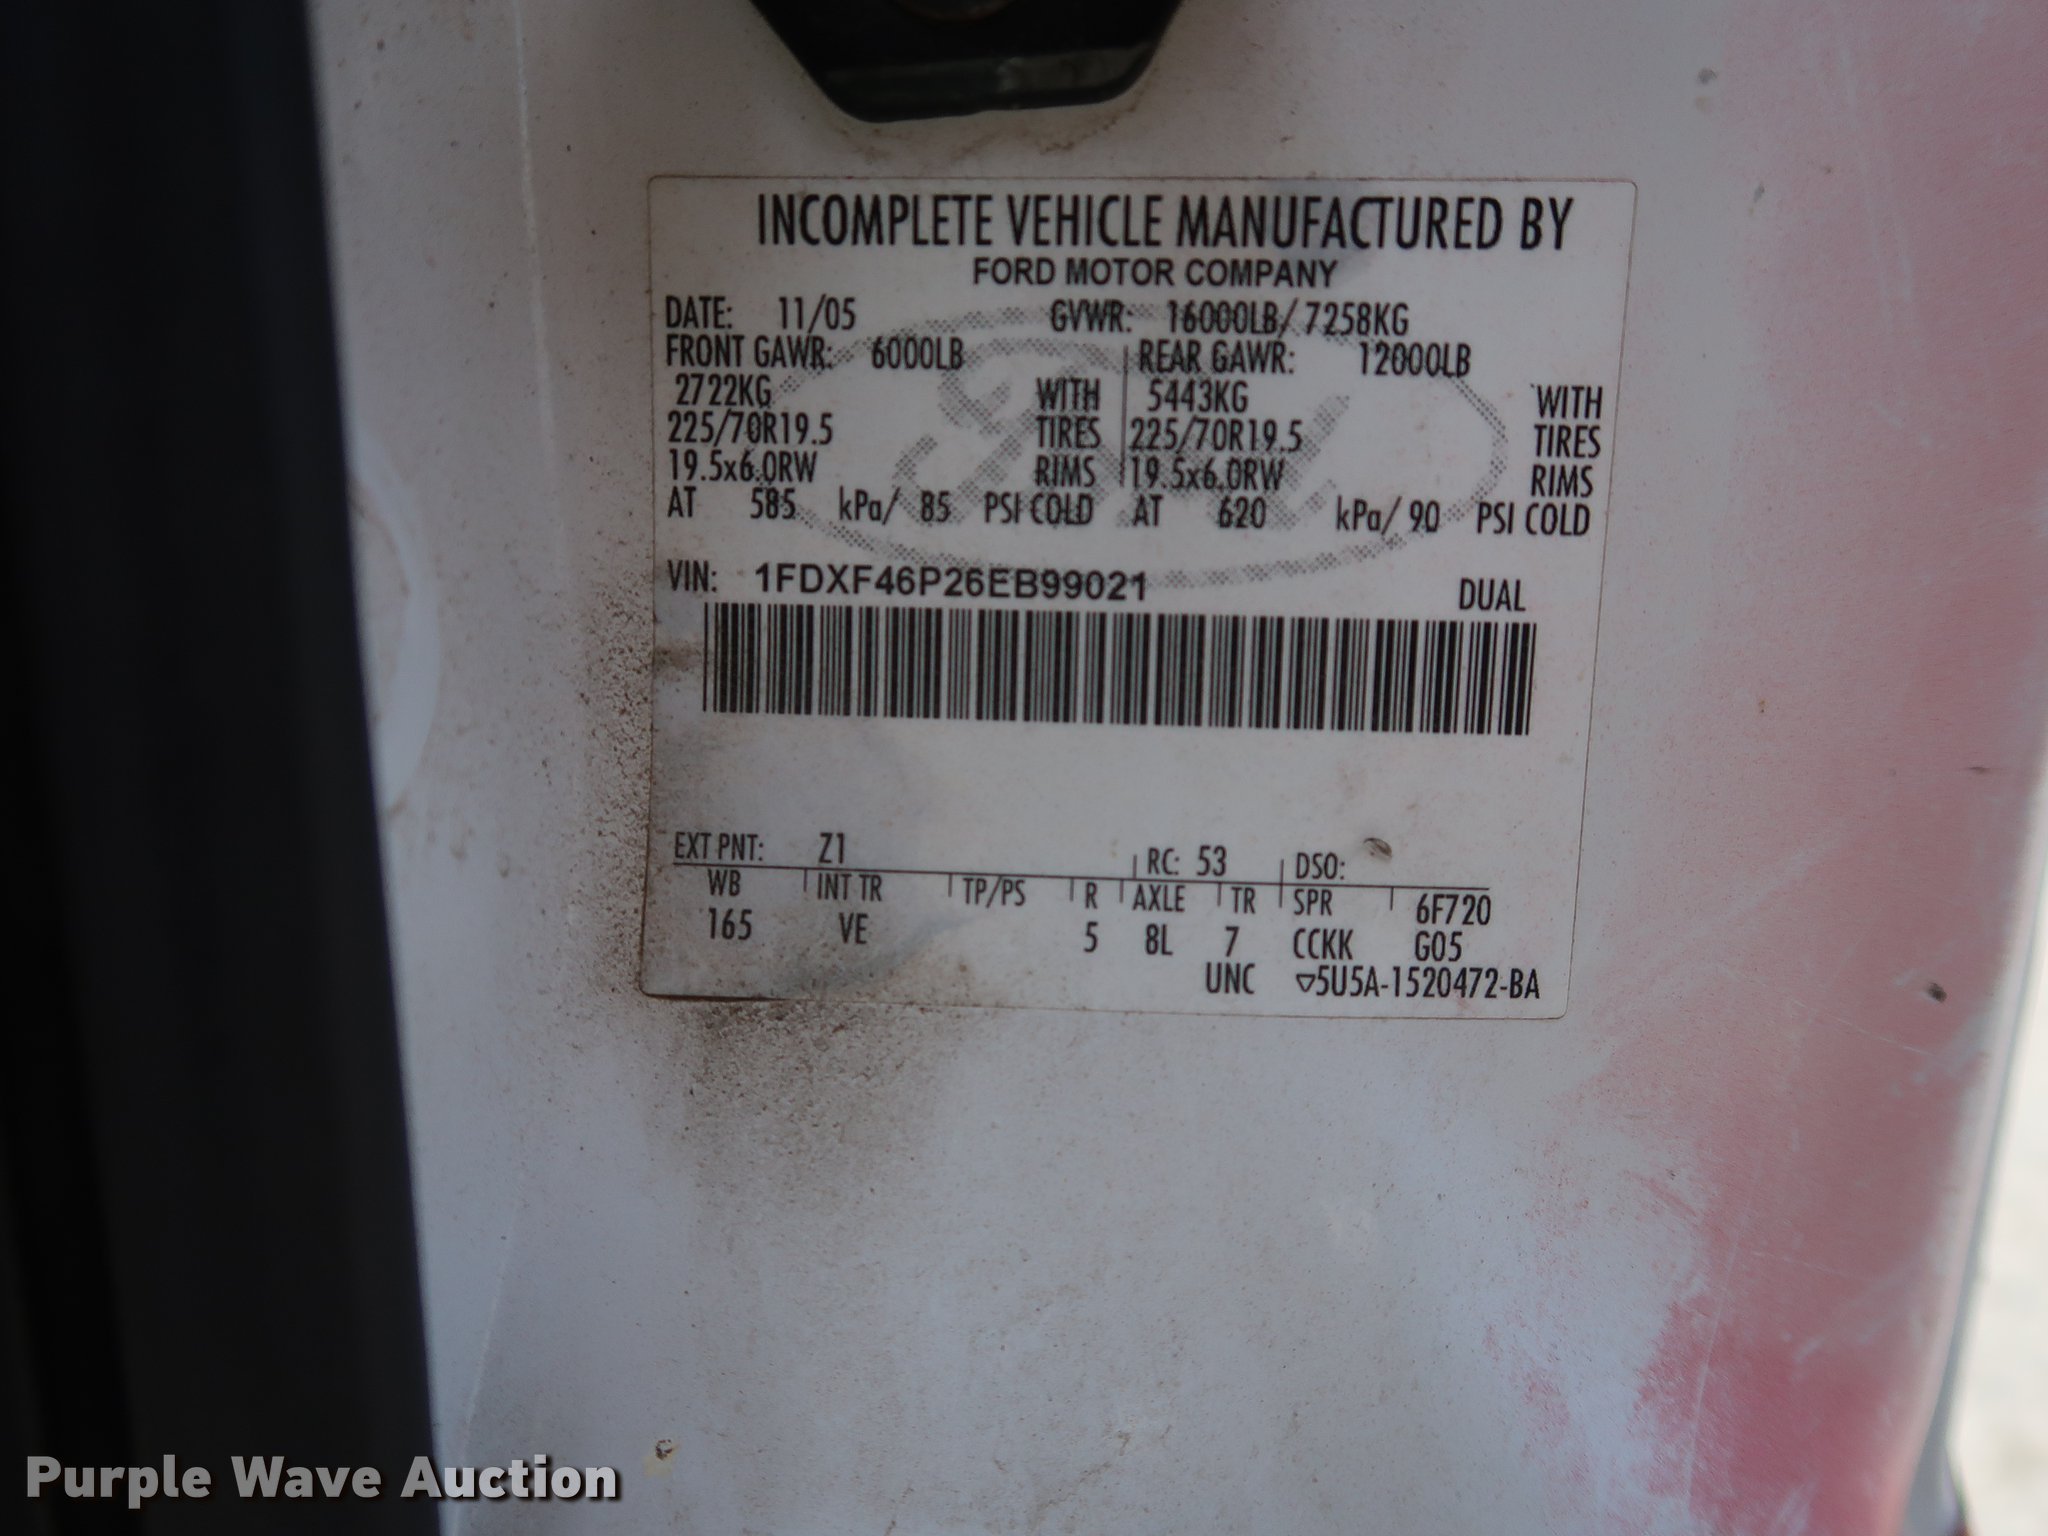 INCOMPLETE VEHICLE MANUFACTURED BY
FORD MOTOR COMPANY
DATE: 11/05 GVWR: 16000LB/ 7258KG
FRONT GAWR: 6000LB REAR GAWR: 12000LB
2722KG WITH 5443KG WITH
225/70R19.5 TIRES 225/70R19.5 TIRES
19.5x6.0RW RIMS 19.5x6.0RW RIMS
AT 585 kPa/ 85 PSI COLD AT 620 kPa/ 90 PSI COLD
VIN: 1FDXF46P26EB99021 DUAL
EXT PNT: Z1 RC: 53 DSO:
WB INT TR TP/PS R AXLE TR SPR 6F720
165 VE 5 8L 7 CCKK G05
UNC ▽5U5A-1520472-BA
Purple Wave Auction